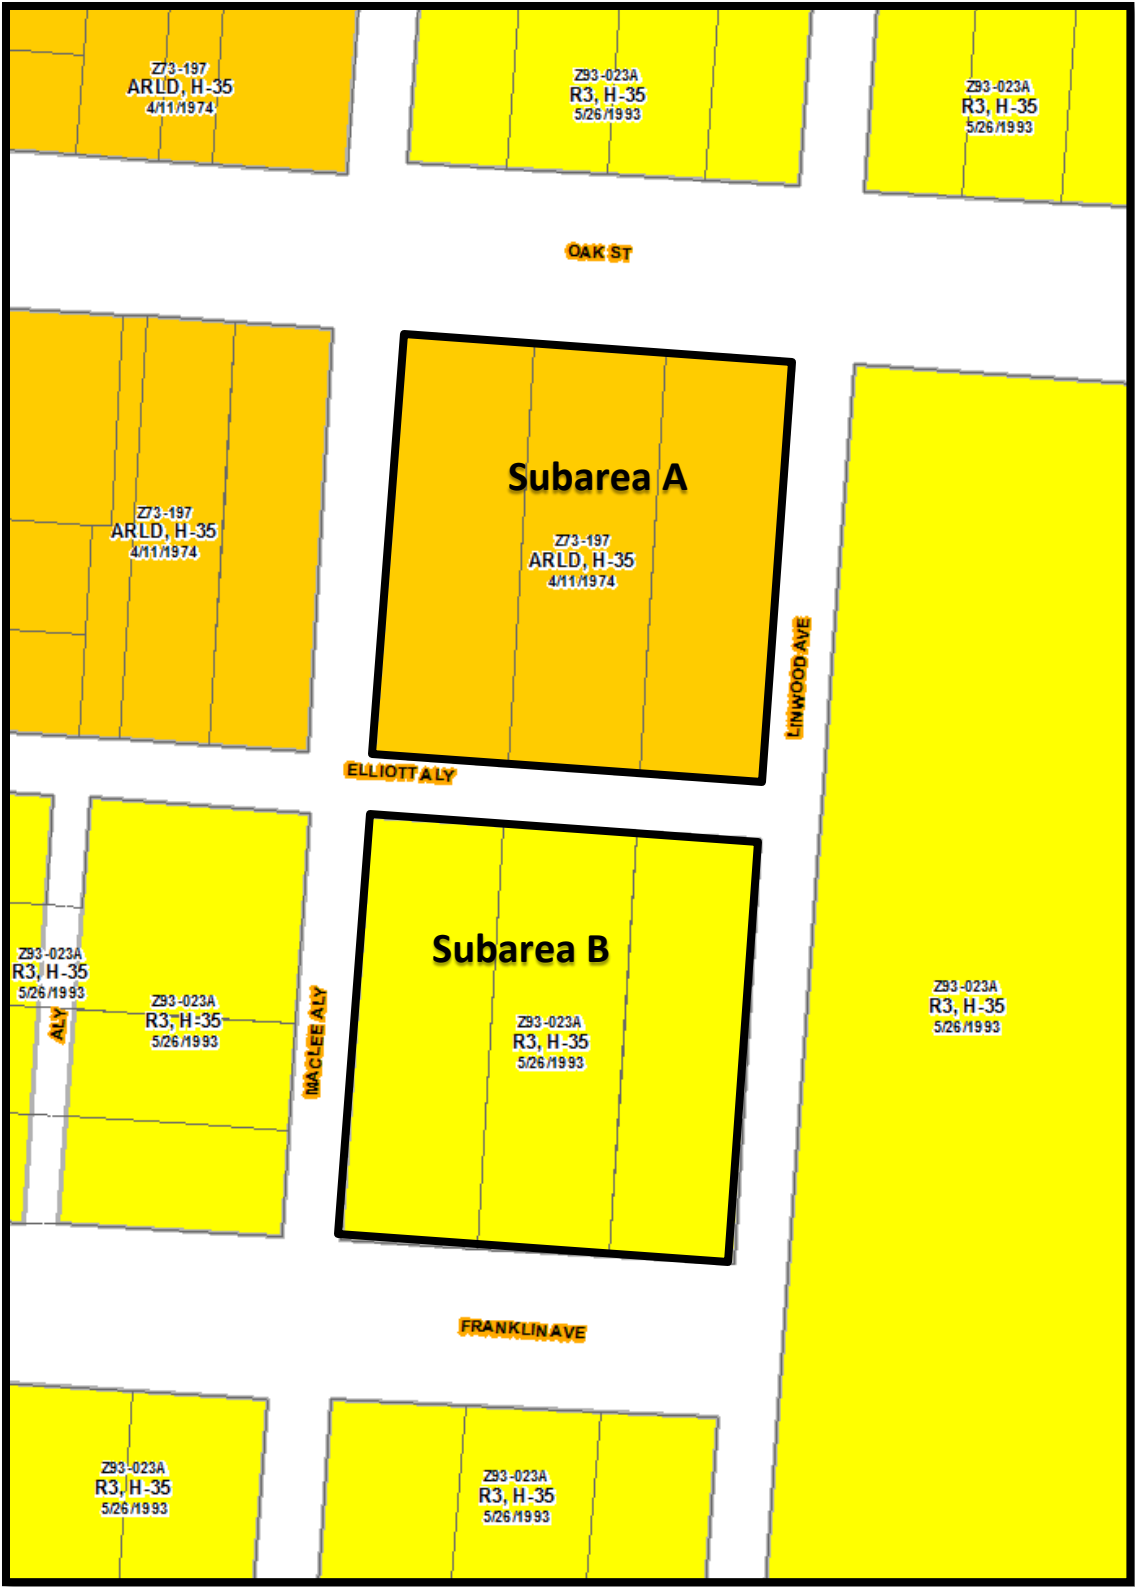 Z73-197
ARLD, H-35
4/11/1974
Z93-023A
R3, H-35
5/26/1993
Z93-023A
R3, H-35
5/26/1993
OAK ST
Subarea A
Z73-197
ARLD, H-35
4/11/1974
Z73-197
ARLD, H-35
4/11/1974
LINWOOD AVE
ELLIOTT ALY
Subarea B
Z93-023A
R3, H-35
5/26/1993
ALY
Z93-023A
R3, H-35
5/26/1993
MACLEE ALY
Z93-023A
R3, H-35
5/26/1993
Z93-023A
R3, H-35
5/26/1993
FRANKLIN AVE
Z93-023A
R3, H-35
5/26/1993
Z93-023A
R3, H-35
5/26/1993